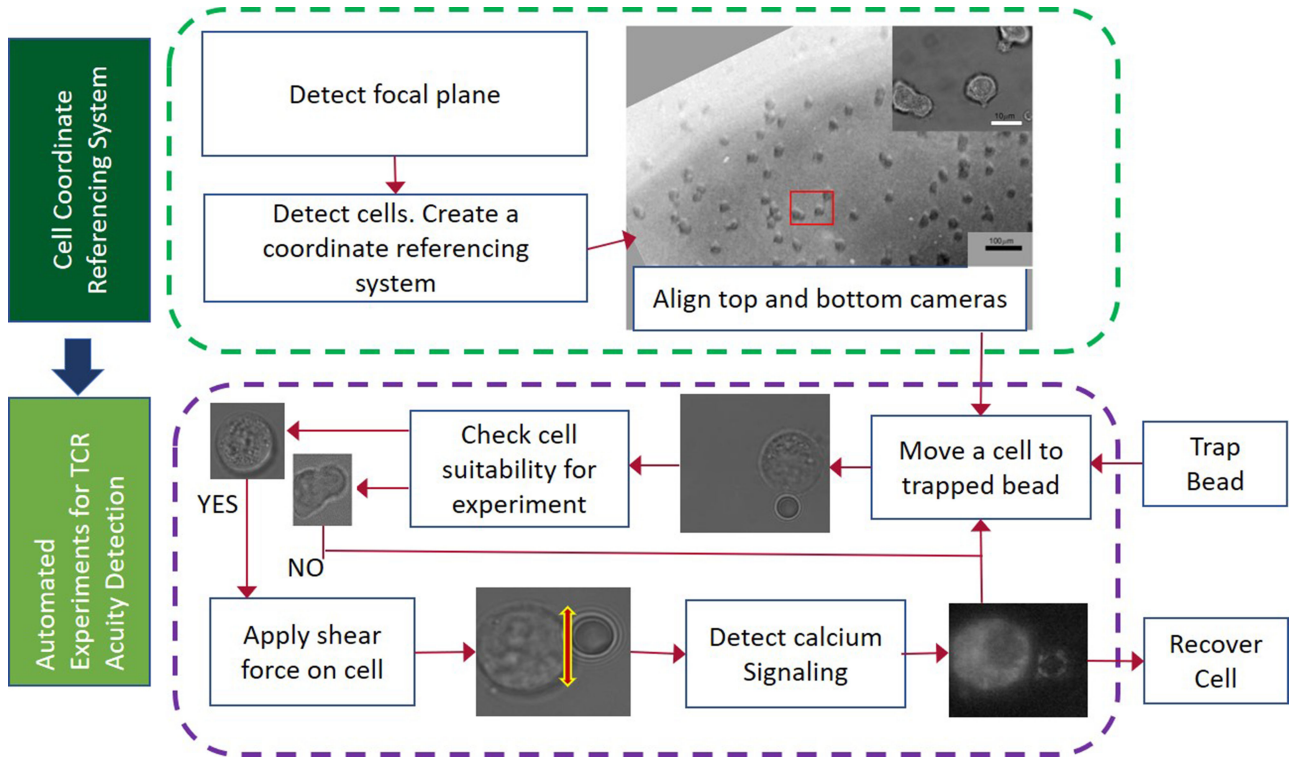 Cell Coordinate
Referencing System
Detect focal plane
Detect cells. Create a
coordinate referencing
system
10μm
100μm
Align top and bottom cameras
Automated
Experiments for TCR
Acuity Detection
YES
NO
Check cell
suitability for
experiment
Move a cell to
trapped bead
Trap
Bead
Apply shear
force on cell
Detect calcium
Signaling
Recover
Cell